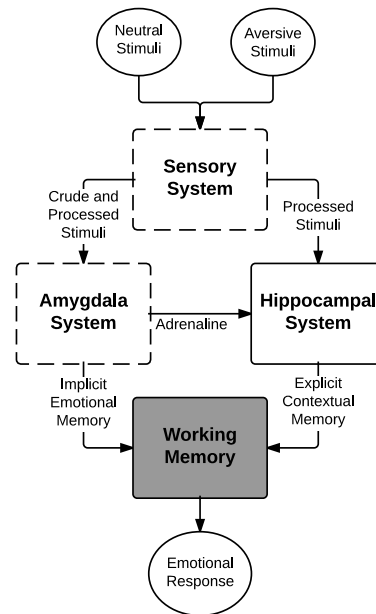 Neutral
Stimuli
Aversive
Stimuli
Sensory
System
Crude and
Processed
Stimuli
Processed
Stimuli
Amygdala
System
Adrenaline
Hippocampal
System
Implicit
Emotional
Memory
Explicit
Contextual
Memory
Working
Memory
Emotional
Response